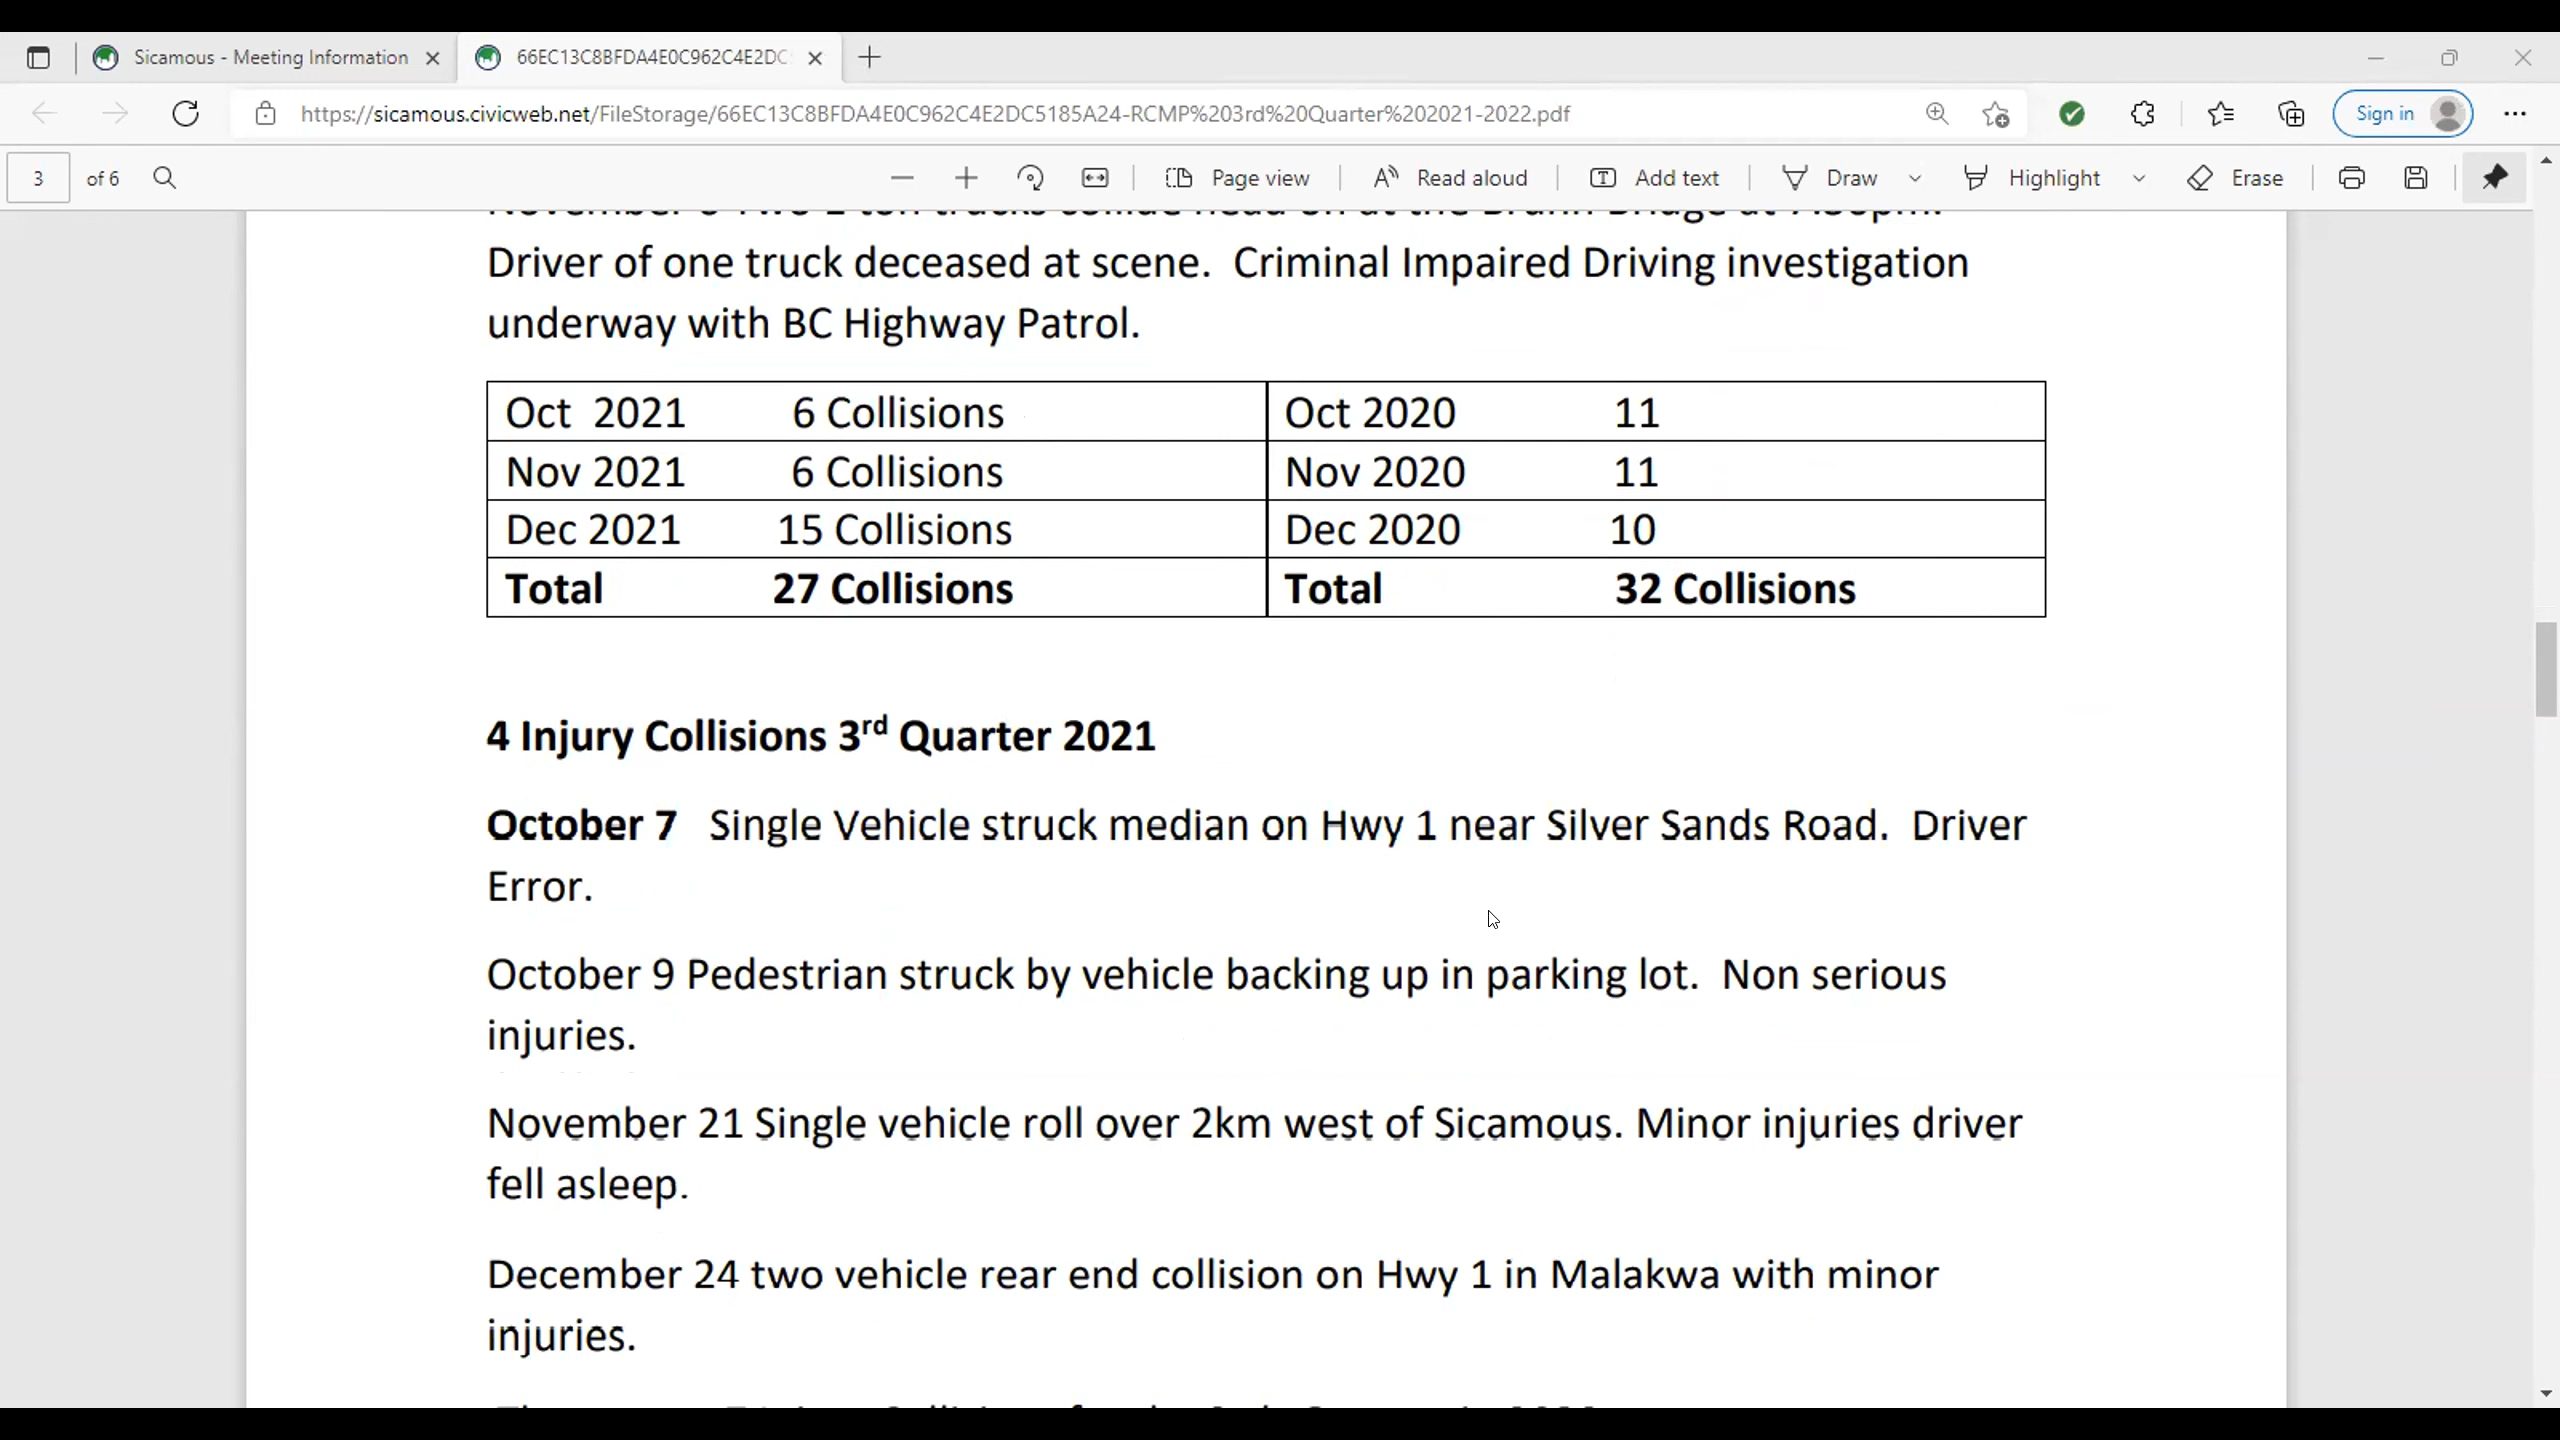 Sicamous - Meeting Information
66EC13C8BFDA4E0C962C4E2DC
https://sicamous.civicweb.net/FileStorage/66EC13C8BFDA4E0C962C4E2DC5185A24-RCMP%203rd%20Quarter%202021-2022.pdf
Sign in
3 of 6
Page view
Read aloud
Add text
Draw
Highlight
Erase
Driver of one truck deceased at scene. Criminal Impaired Driving investigation
underway with BC Highway Patrol.
Oct 2021 6 Collisions Oct 2020 11
Nov 2021 6 Collisions Nov 2020 11
Dec 2021 15 Collisions Dec 2020 10
Total 27 Collisions Total 32 Collisions
4 Injury Collisions 3rd Quarter 2021
October 7 Single Vehicle struck median on Hwy 1 near Silver Sands Road. Driver
Error.
October 9 Pedestrian struck by vehicle backing up in parking lot. Non serious
injuries.
November 21 Single vehicle roll over 2km west of Sicamous. Minor injuries driver
fell asleep.
December 24 two vehicle rear end collision on Hwy 1 in Malakwa with minor
injuries.